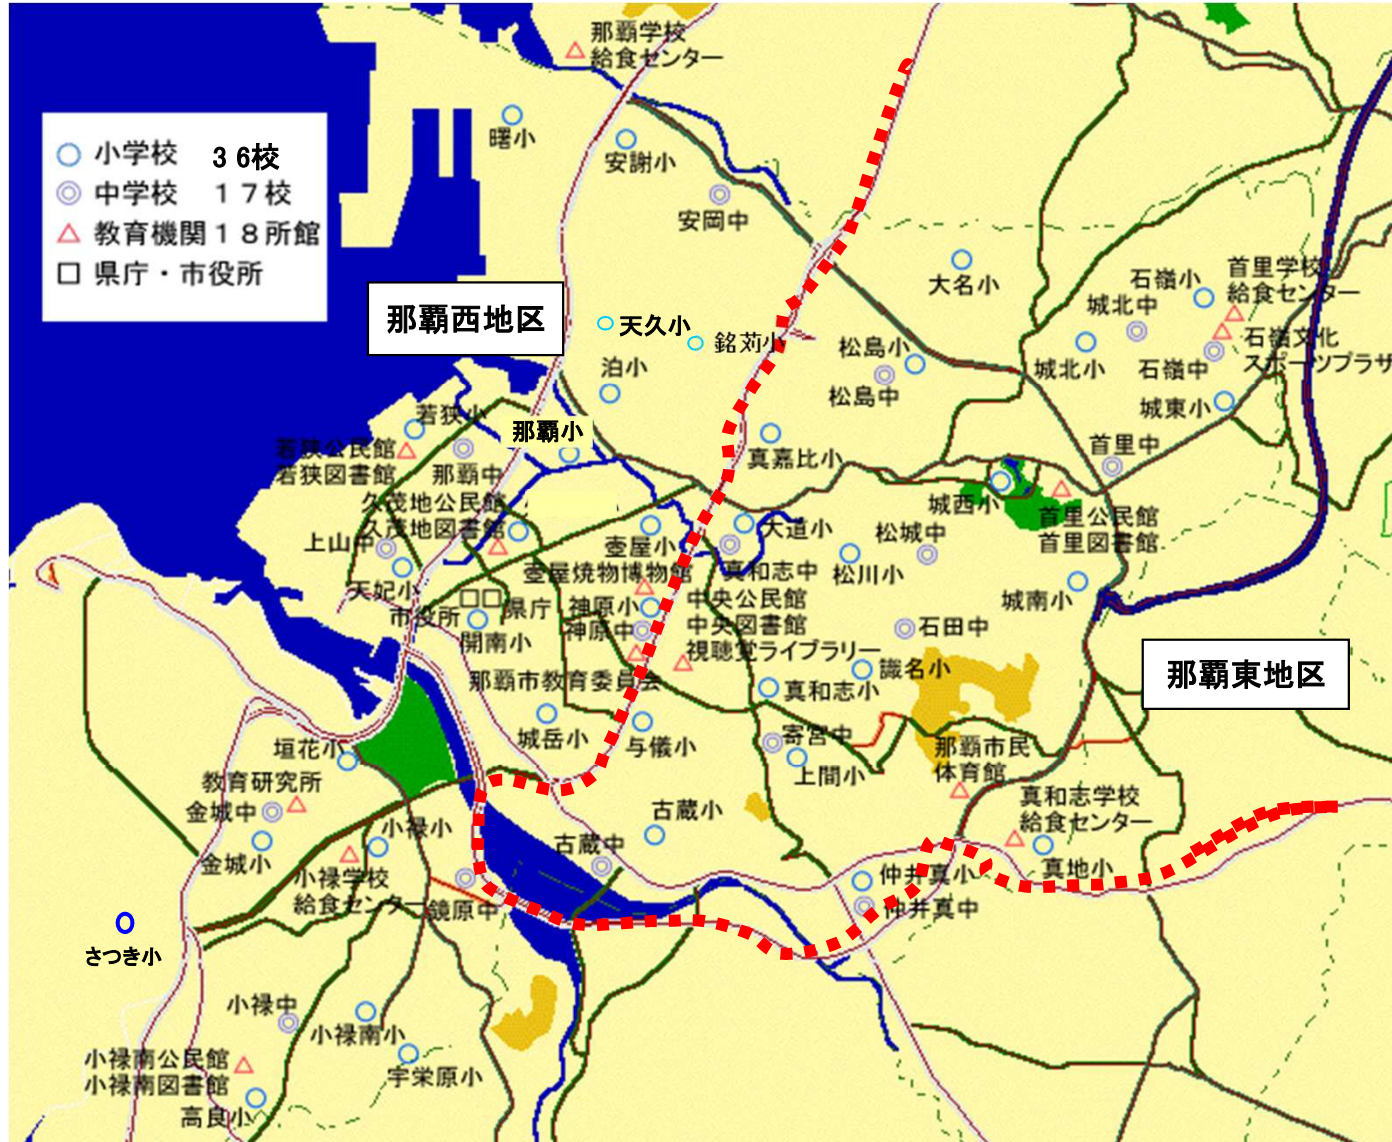 那覇学校
給食センター
小学校 36校
中学校 17校
教育機関18所館
県庁・市役所
曙小
安謝小
安岡中
大名小
石嶺小
首里学校
給食センター
城北中
石嶺文化
スポーツプラザ
石嶺中
城北小
城東小
首里中
那覇西地区
天久小
銘苅小
松島小
松島中
泊小
若狭小
那覇小
真嘉比小
若狭公民館
若狭図書館
那覇中
久茂地公民館
久茂地図書館
上山中
天妃小
市役所
県庁
開南小
壺屋小
壺屋焼物博物館
神原小
神原中
大道小
真和志中
中央公民館
中央図書館
視聴覚ライブラリー
松川小
松城中
城西小
首里公民館
首里図書館
城南小
石田中
識名小
真和志小
那覇東地区
那覇市教育委員会
城岳小
与儀小
寄宮中
上間小
那覇市民
体育館
垣花小
教育研究所
金城中
金城小
小禄小
小禄学校
給食センター
鏡原中
古蔵小
古蔵中
真和志学校
給食センター
真地小
仲井真小
仲井真中
さつき小
小禄中
小禄南小
宇栄原小
小禄南公民館
小禄南図書館
高良小